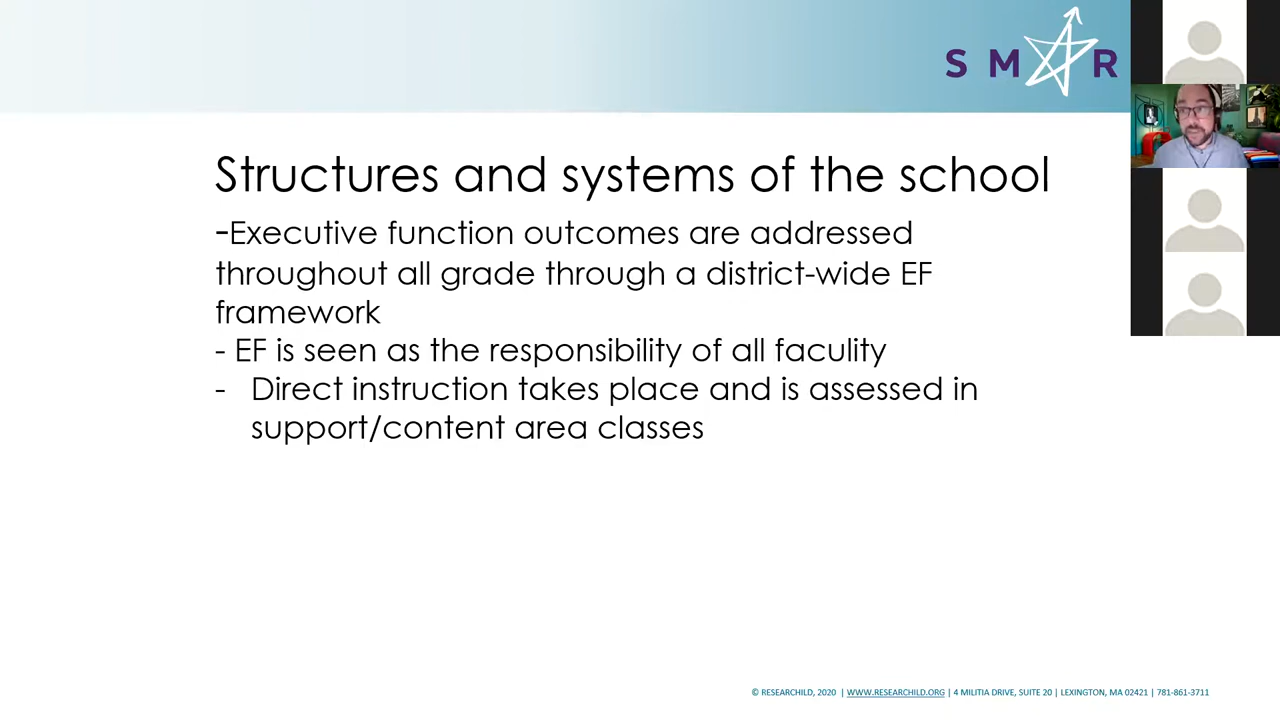 S M R
Structures and systems of the school
-Executive function outcomes are addressed
throughout all grade through a district-wide EF
framework
- EF is seen as the responsibility of all faculity
- Direct instruction takes place and is assessed in
support/content area classes
© RESEARCHILD, 2020 | WWW.RESEARCHILD.ORG | 4 MILITIA DRIVE, SUITE 20 | LEXINGTON, MA 02421 | 781-861-3711